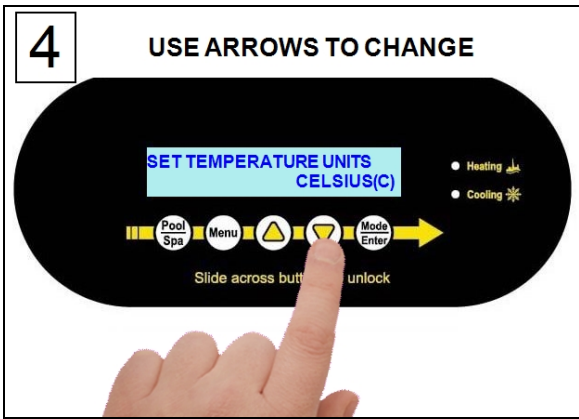 4
USE ARROWS TO CHANGE
SET TEMPERATURE UNITS
CELSIUS(C)
Heating
Cooling
Pool
Spa
Menu
Mode
Enter
Slide across unlock